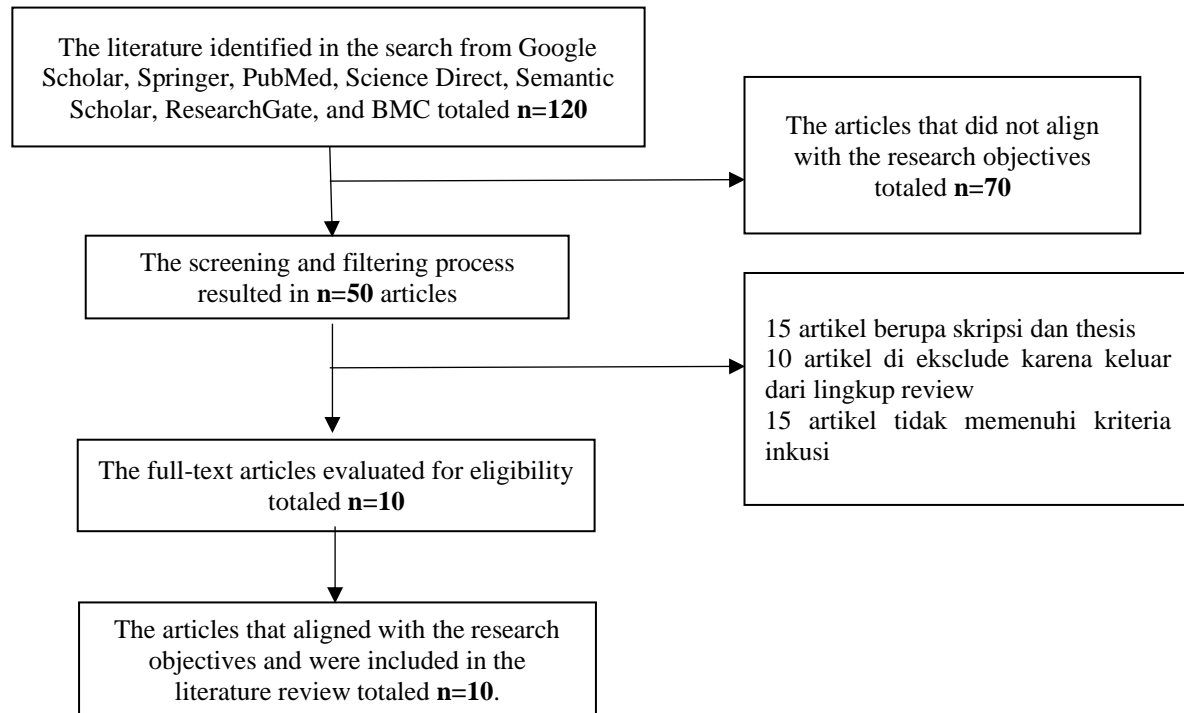 The literature identified in the search from Google
Scholar, Springer, PubMed, Science Direct, Semantic
Scholar, ResearchGate, and BMC totaled n=120
The articles that did not align
with the research objectives
totaled n=70
The screening and filtering process
resulted in n=50 articles
15 artikel berupa skripsi dan thesis
10 artikel di eksclude karena keluar
dari lingkup review
15 artikel tidak memenuhi kriteria
inkusi
The full-text articles evaluated for eligibility
totaled n=10
The articles that aligned with the research
objectives and were included in the
literature review totaled n=10.